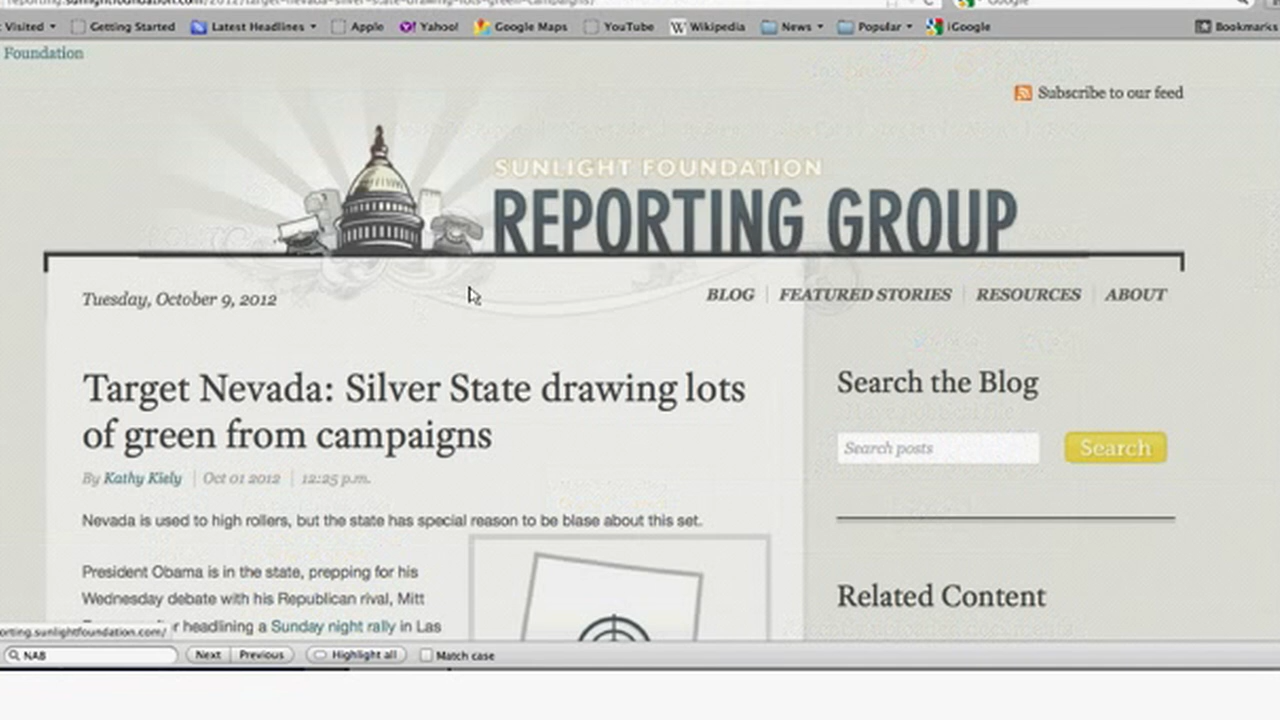 Visited
Getting Started
Latest Headlines
Apple
Yahoo!
Google Maps
YouTube
Wikipedia
News
Popular
iGoogle
Bookmarks
Foundation
Subscribe to our feed
SUNLIGHT FOUNDATION
REPORTING GROUP
Tuesday, October 9, 2012
BLOG
FEATURED STORIES
RESOURCES
ABOUT
Target Nevada: Silver State drawing lots
of green from campaigns
By Kathy Kiely | Oct 01 2012 | 12:25 p.m.
Search the Blog
Search posts
Search
Nevada is used to high rollers, but the state has special reason to be blase about this set.
President Obama is in the state, prepping for his
Wednesday debate with his Republican rival, Mitt
headlining a Sunday night rally in Las
Related Content
orting.sunlightfoundation.com/
NAB
Next
Previous
Highlight all
Match case